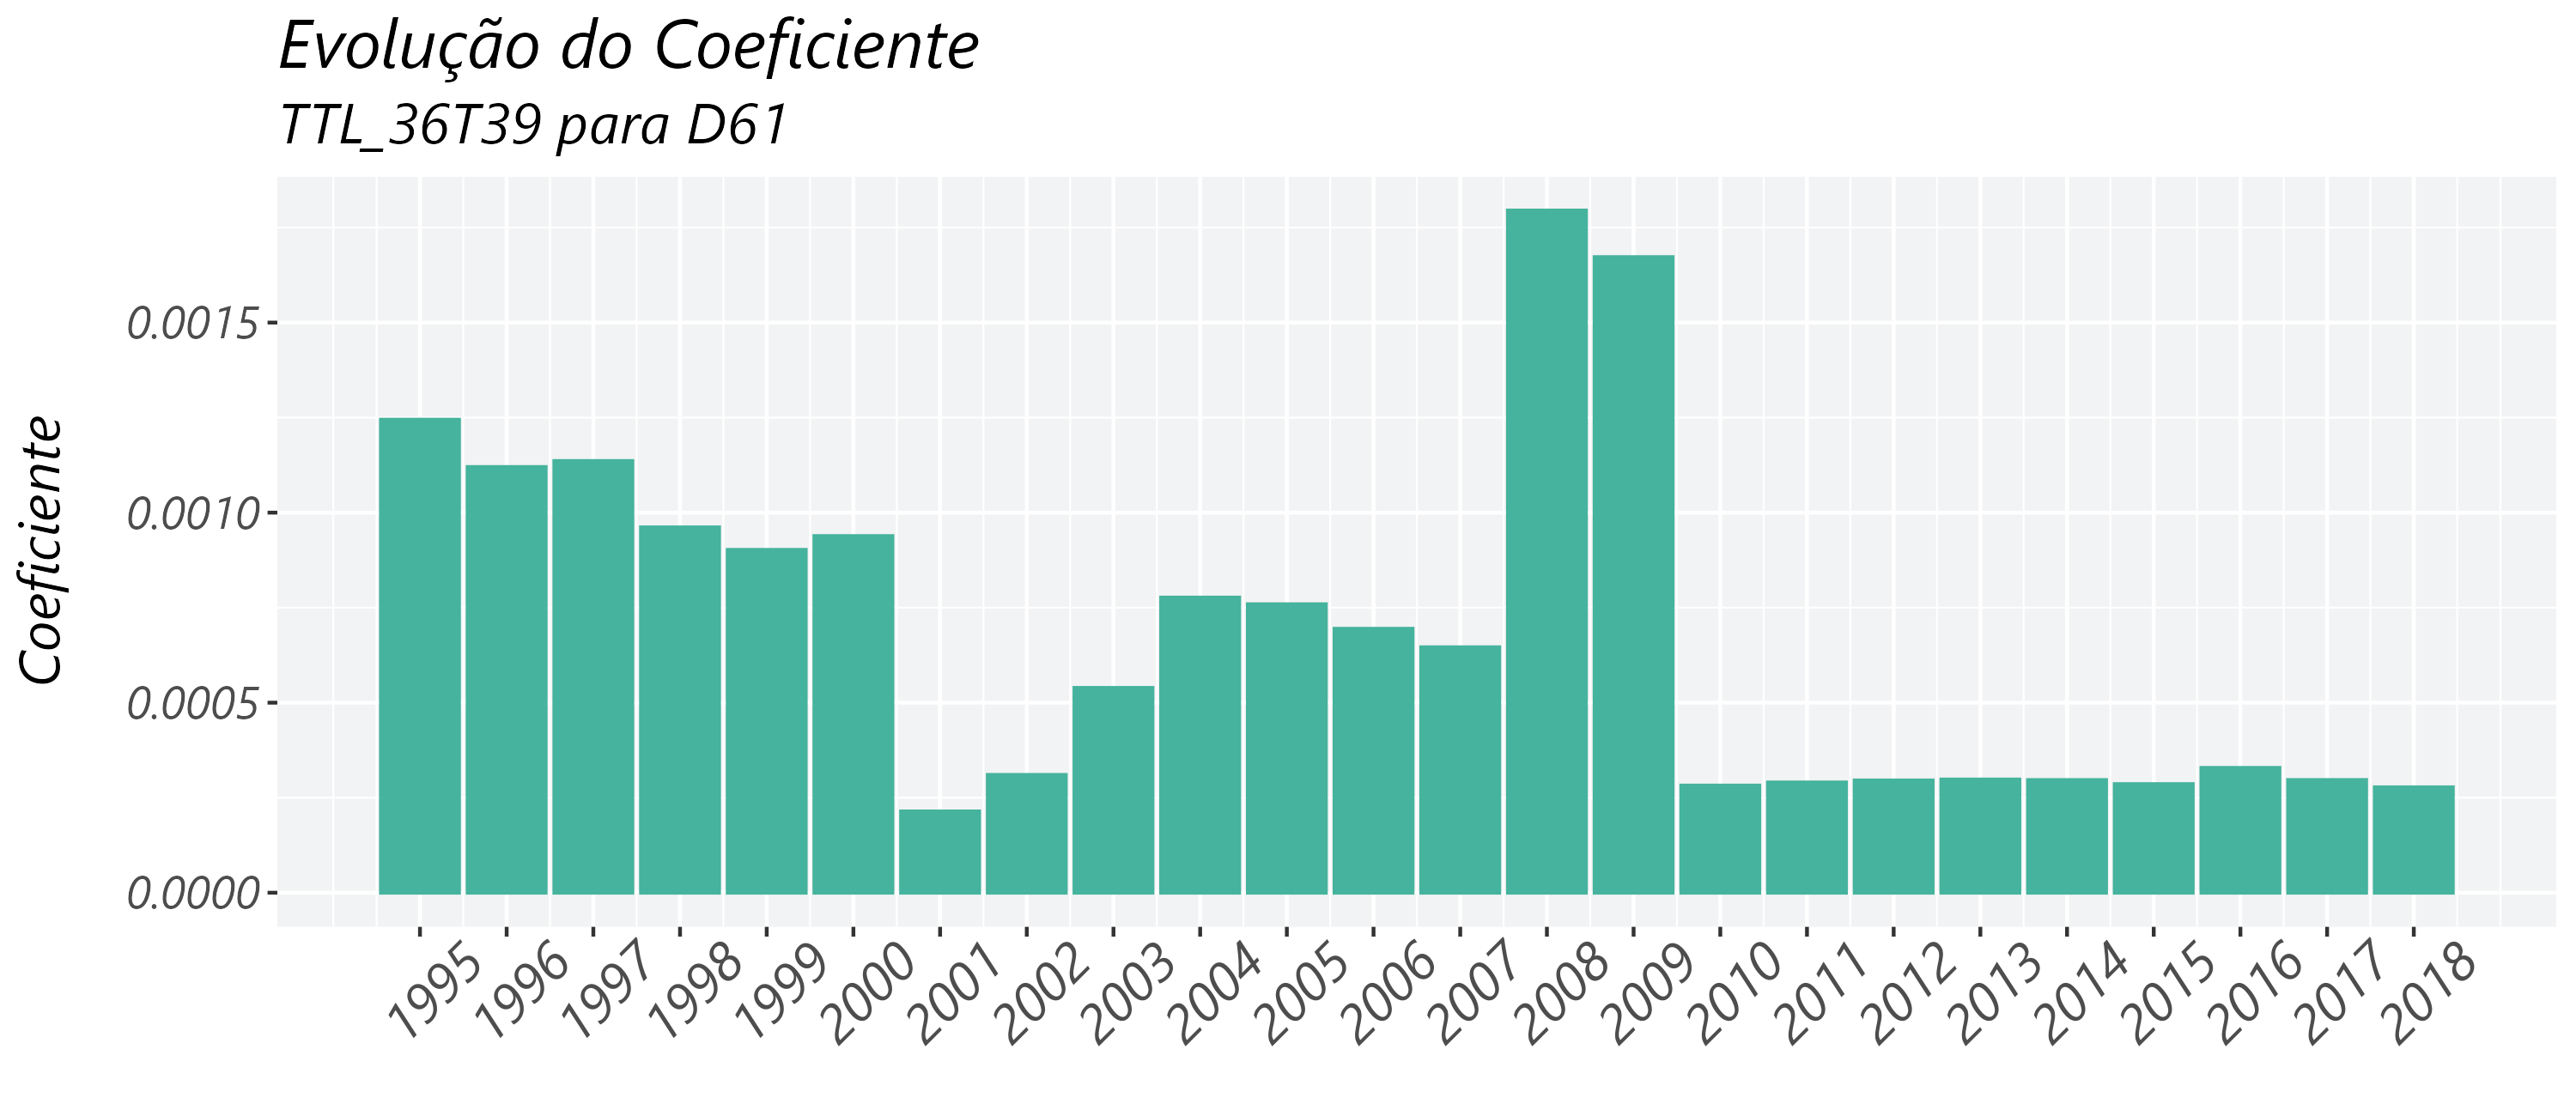 Evolução do Coeficiente
TTL_36T39 para D61
Coeficiente
0.0015
0.0010
0.0005
0.0000
1995 1996 1997 1998 1999 2000 2001 2002 2003 2004 2005 2006 2007 2008 2009 2010 2011 2012 2013 2014 2015 2016 2017 2018